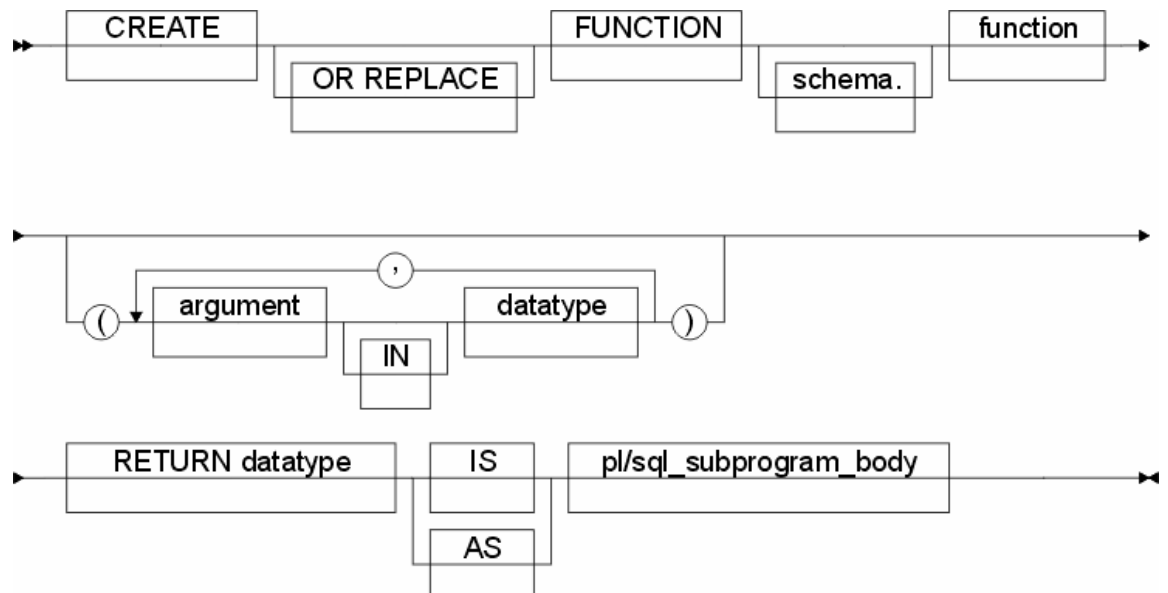 CREATE FUNCTION function
OR REPLACE schema.
,
( argument datatype )
IN
RETURN datatype IS pl/sql_subprogram_body
AS